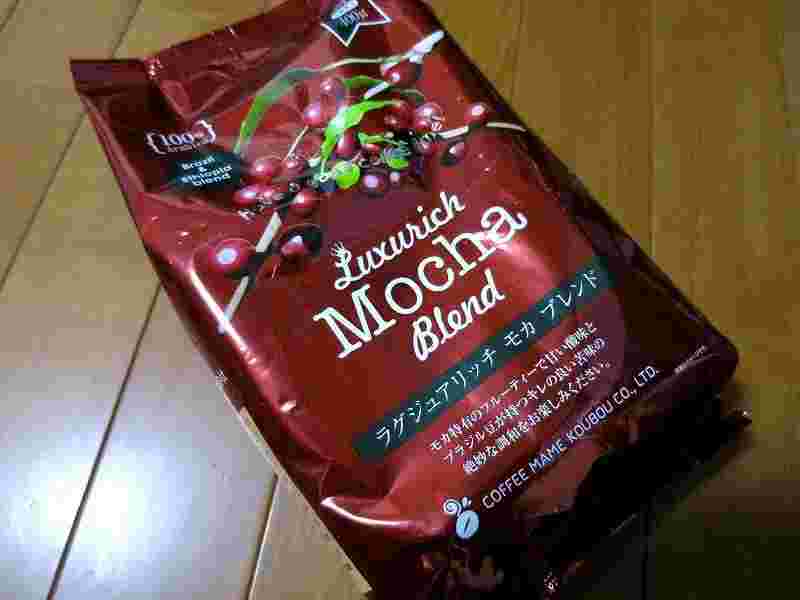 400g
{100%}
Arabica
Brazil
&
Ethiopia
blend
Luxurich
Mocha
Blend
ラグジュアリッチ モカ ブレンド
モカ特有のフルーティーで甘い酸味と
ブラジル豆が持つキレの良い苦味の
絶妙な調和をお楽しみください。
COFFEE MAME KOUBOU CO., LTD.